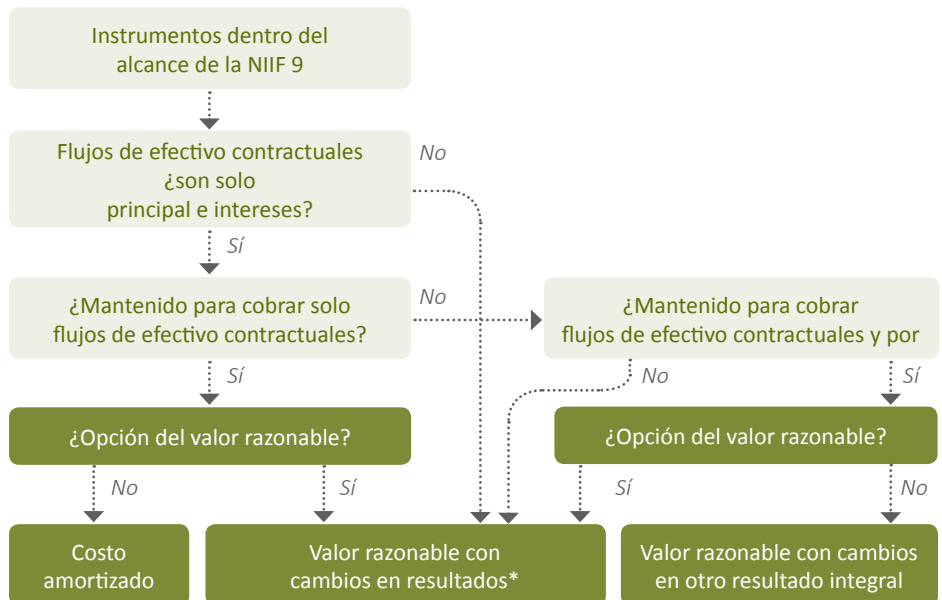 Instrumentos dentro del
alcance de la NIIF 9
Flujos de efectivo contractuales
¿son solo
principal e intereses?
No
Sí
¿Mantenido para cobrar solo
flujos de efectivo contractuales?
No
¿Mantenido para cobrar
flujos de efectivo contractuales y por
Sí
No
Sí
¿Opción del valor razonable?
¿Opción del valor razonable?
No
Sí
Sí
No
Costo
amortizado
Valor razonable con
cambios en resultados*
Valor razonable con cambios
en otro resultado integral